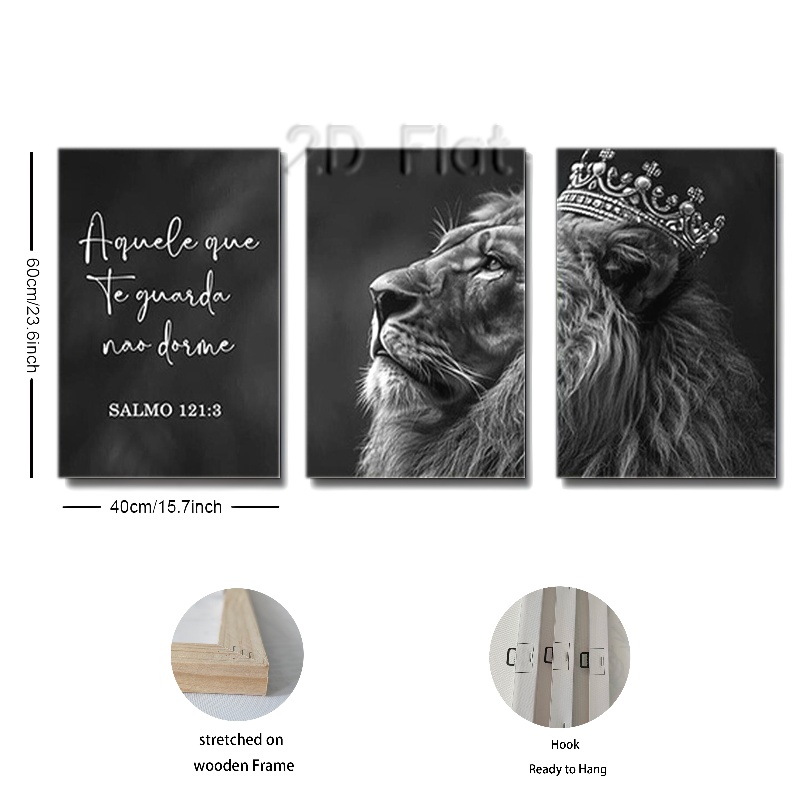 2D Flat
Aquele que
Te guarda
nao dorme
SALMO 121:3
60cm/23.6inch
40cm/15.7inch
stretched on
wooden Frame
Hook
Ready to Hang